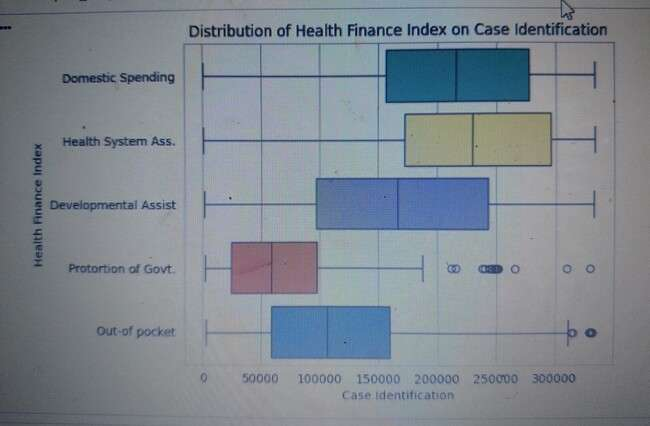 Distribution of Health Finance Index on Case Identification
Domestic Spending
Health System Ass.
Developmental Assist
Protortion of Govt.
Out-of pocket
Health Finance Index
0 50000 100000 150000 200000 250000 300000
Case Identification